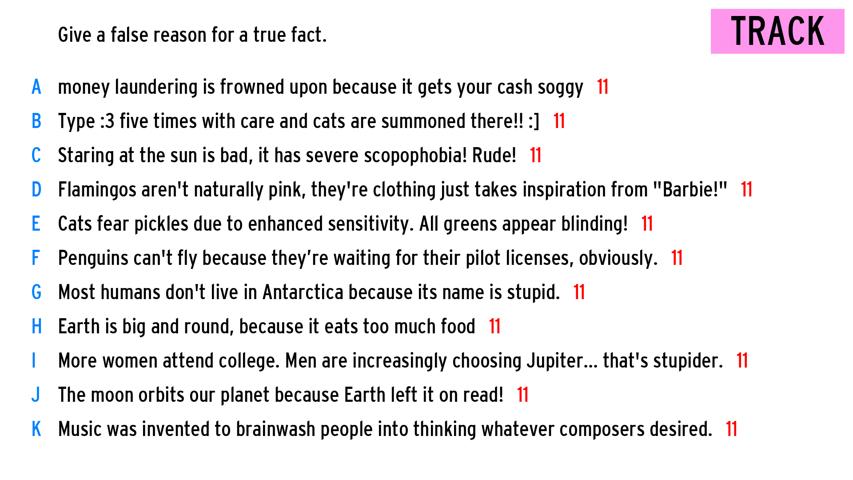 Give a false reason for a true fact.
TRACK
A money laundering is frowned upon because it gets your cash soggy 11
B Type :3 five times with care and cats are summoned there!! :] 11
C Staring at the sun is bad, it has severe scopophobia! Rude! 11
D Flamingos aren't naturally pink, they're clothing just takes inspiration from "Barbie!" 11
E Cats fear pickles due to enhanced sensitivity. All greens appear blinding! 11
F Penguins can't fly because they’re waiting for their pilot licenses, obviously. 11
G Most humans don't live in Antarctica because its name is stupid. 11
H Earth is big and round, because it eats too much food 11
I More women attend college. Men are increasingly choosing Jupiter... that's stupider. 11
J The moon orbits our planet because Earth left it on read! 11
K Music was invented to brainwash people into thinking whatever composers desired. 11